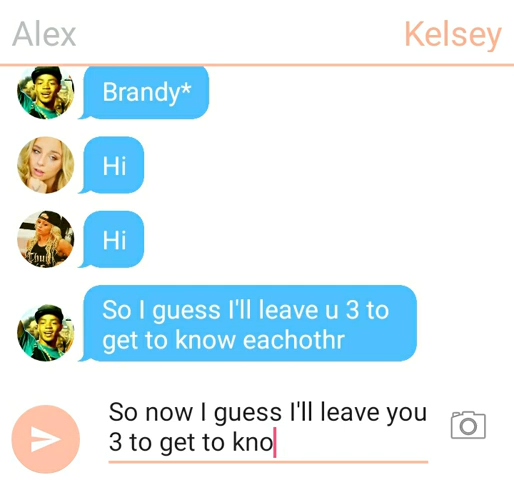 Alex Kelsey
Brandy*
Hi
Hi
So I guess I'll leave u 3 to
get to know eachothr
So now I guess I'll leave you
3 to get to kno